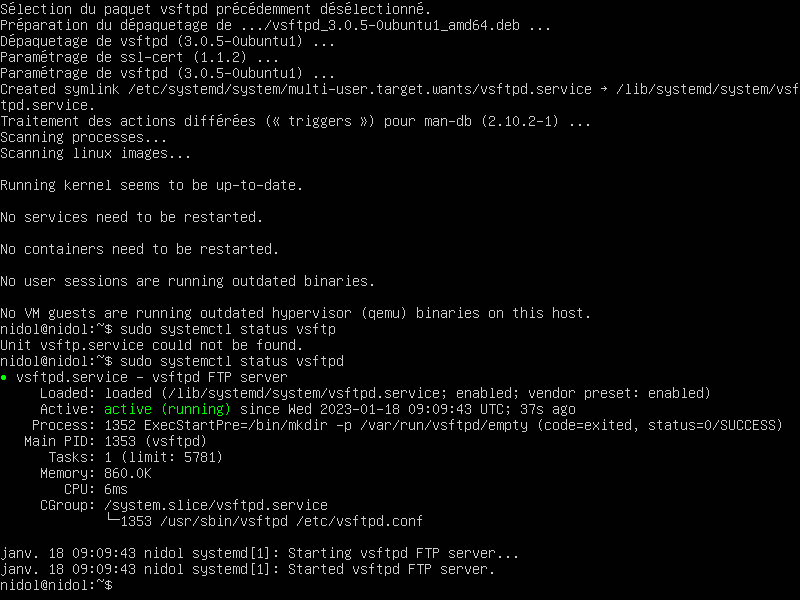 Sélection du paquet vsftpd précédemment désélectionné.
Préparation du dépaquetage de .../vsftpd_3.0.5-0ubuntu1_amd64.deb ...
Dépaquetage de vsftpd (3.0.5-0ubuntu1) ...
Paramétrage de ssl-cert (1.1.2) ...
Paramétrage de vsftpd (3.0.5-0ubuntu1) ...
Created symlink /etc/systemd/system/multi-user.target.wants/vsftpd.service → /lib/systemd/system/vsf
tpd.service.
Traitement des actions différées (« triggers ») pour man-db (2.10.2-1) ...
Scanning processes...
Scanning linux images...
Running kernel seems to be up-to-date.
No services need to be restarted.
No containers need to be restarted.
No user sessions are running outdated binaries.
No VM guests are running outdated hypervisor (qemu) binaries on this host.
nidol@nidol:~$ sudo systemctl status vsftp
Unit vsftp.service could not be found.
nidol@nidol:~$ sudo systemctl status vsftpd
● vsftpd.service - vsftpd FTP server
Loaded: loaded (/lib/systemd/system/vsftpd.service; enabled; vendor preset: enabled)
Active: active (running) since Wed 2023-01-18 09:09:43 UTC; 37s ago
Process: 1352 ExecStartPre=/bin/mkdir -p /var/run/vsftpd/empty (code=exited, status=0/SUCCESS)
Main PID: 1353 (vsftpd)
Tasks: 1 (limit: 5781)
Memory: 860.0K
CPU: 6ms
CGroup: /system.slice/vsftpd.service
└─1353 /usr/sbin/vsftpd /etc/vsftpd.conf
janv. 18 09:09:43 nidol systemd[1]: Starting vsftpd FTP server...
janv. 18 09:09:43 nidol systemd[1]: Started vsftpd FTP server.
nidol@nidol:~$